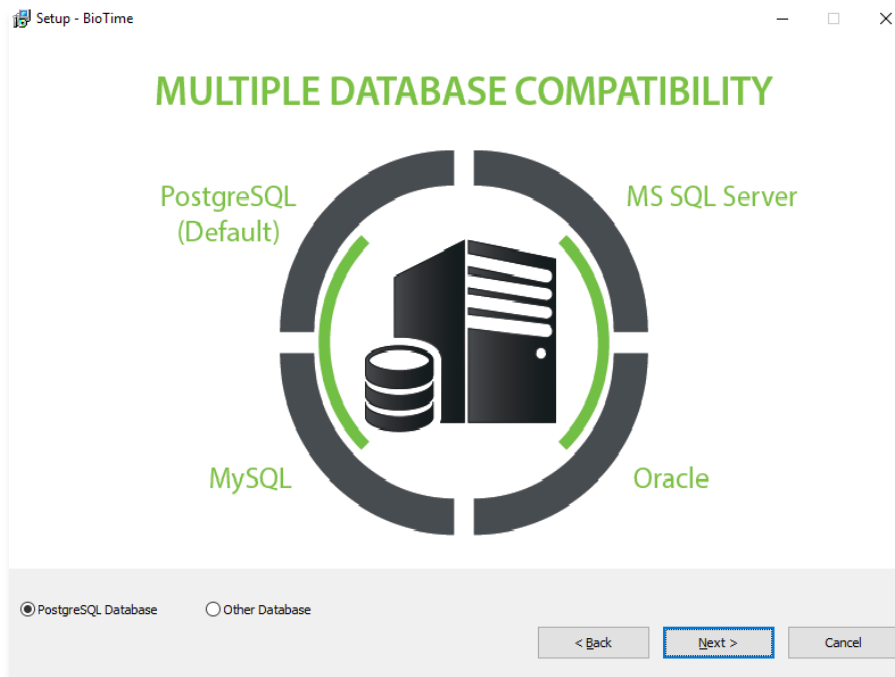 Setup - BioTime
MULTIPLE DATABASE COMPATIBILITY
PostgreSQL
(Default)
MS SQL Server
MySQL
Oracle
PostgreSQL Database
Other Database
< Back
Next >
Cancel